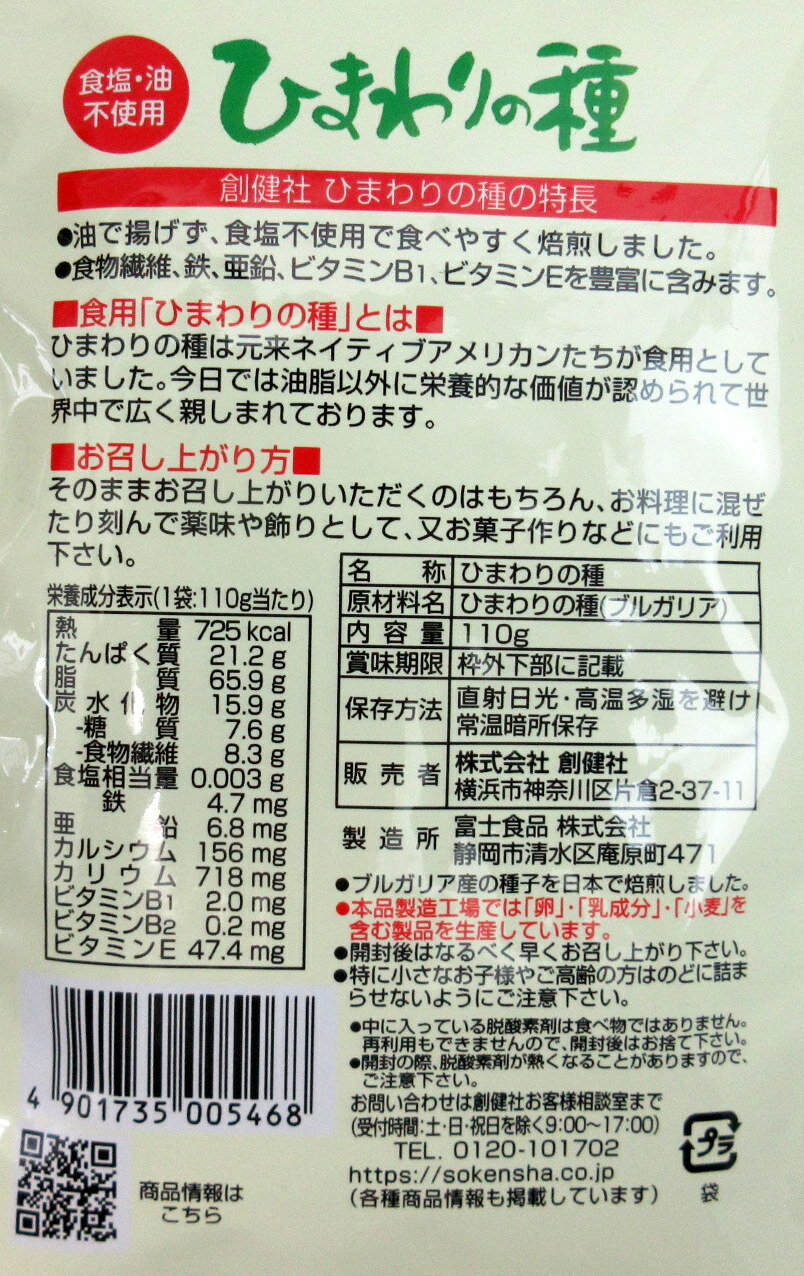 食塩・油
不使用
ひまわりの種
創健社 ひまわりの種の特長
●油で揚げず、食塩不使用で食べやすく焙煎しました。
●食物繊維、鉄、亜鉛、ビタミンB1、ビタミンEを豊富に含みます。
■食用「ひまわりの種」とは■
ひまわりの種は元来ネイティブアメリカンたちが食用として
いました。今日では油脂以外に栄養的な価値が認められて世
界中で広く親しまれております。
■お召し上がり方■
そのままお召し上がりいただくのはもちろん、お料理に混ぜ
たり刻んで薬味や飾りとして、又お菓子作りなどにもご利用
下さい。
栄養成分表示(1袋:110g当たり)
熱量 725 kcal
たんぱく質 21.2 g
脂質 65.9 g
炭水化物 15.9 g
-糖質 7.6 g
-食物繊維 8.3 g
食塩相当量 0.003 g
鉄 4.7 mg
亜鉛 6.8 mg
カルシウム 156 mg
カリウム 718 mg
ビタミンB1 2.0 mg
ビタミンB2 0.2 mg
ビタミンE 47.4 mg
名称 ひまわりの種
原材料名 ひまわりの種(ブルガリア)
内容量 110g
賞味期限 枠外下部に記載
保存方法 直射日光・高温多湿を避け
常温暗所保存
販売者 株式会社 創健社
横浜市神奈川区片倉2-37-11
製造所 富士食品 株式会社
静岡市清水区庵原町471
●ブルガリア産の種子を日本で焙煎しました。
●本品製造工場では「卵」・「乳成分」・「小麦」を
含む製品を生産しています。
●開封後はなるべく早くお召し上がり下さい。
●特に小さなお子様やご高齢の方はのどに詰ま
らせないようにご注意下さい。
●中に入っている脱酸素剤は食べ物ではありません。
再利用もできませんので、開封後はお捨て下さい。
●開封の際、脱酸素剤が熱くなることがありますので、
ご注意下さい。
お問い合わせは創健社お客様相談室まで
(受付時間:土・日・祝日を除く9:00～17:00)
TEL. 0120-101702
https://sokensha.co.jp
(各種商品情報も掲載しています)
プラ
袋
4 901735 005468
商品情報は
こちら